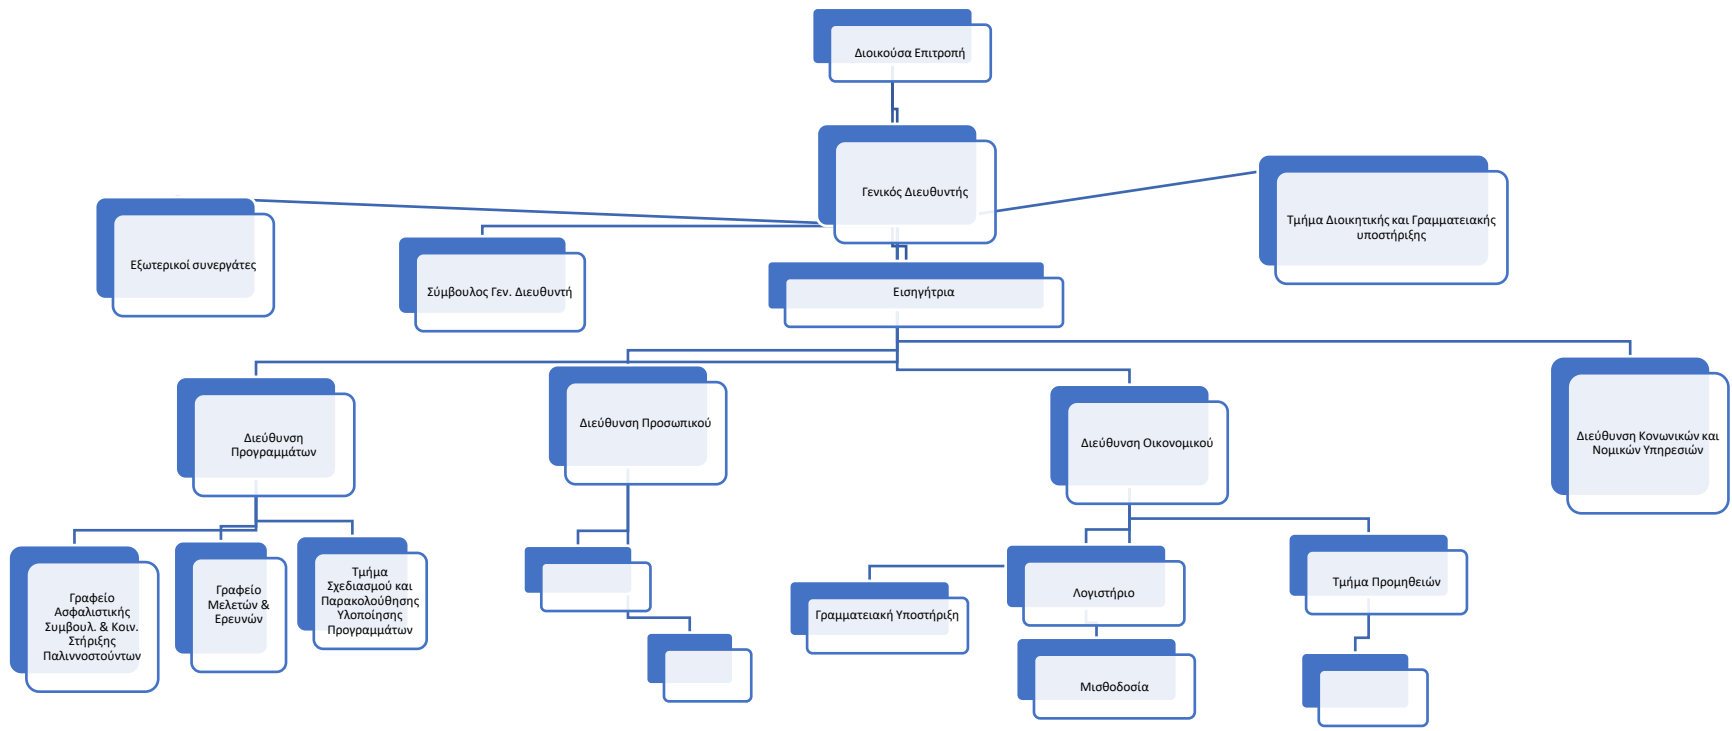 Διοικούσα Επιτροπή
Γενικός Διευθυντής
Τμήμα Διοικητικής και Γραμματειακής
υποστήριξης
Εξωτερικοί συνεργάτες
Σύμβουλος Γεν. Διευθυντή
Εισηγήτρια
Διεύθυνση
Προγραμμάτων
Διεύθυνση Προσωπικού
Διεύθυνση Οικονομικού
Διεύθυνση Κονωνικών και
Νομικών Υπηρεσιών
Γραφείο
Ασφαλιστικής
Συμβουλ. & Κοιν.
Στήριξης
Παλιννοστούντων
Γραφείο
Μελετών &
Ερευνών
Τμήμα
Σχεδιασμού και
Παρακολούθησης
Υλοποίησης
Προγραμμάτων
Γραμματειακή Υποστήριξη
Λογιστήριο
Τμήμα Προμηθειών
Μισθοδοσία